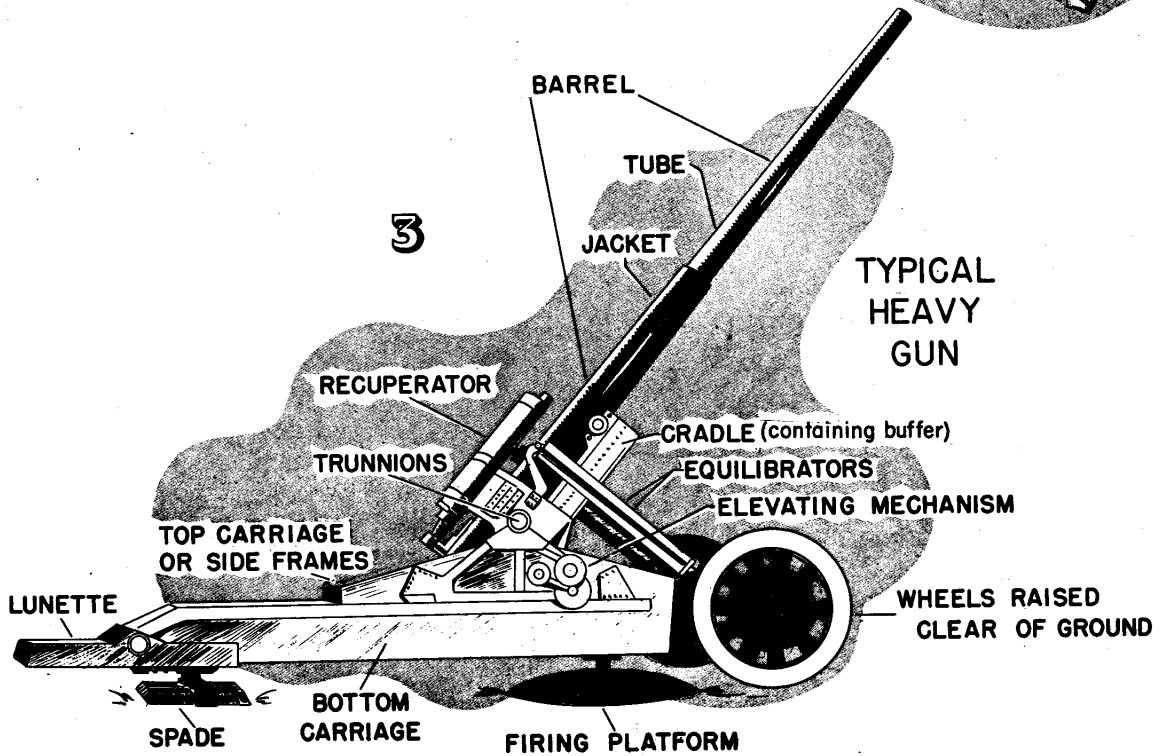 BARREL
TUBE
3
JACKET
TYPICAL
HEAVY
GUN
RECUPERATOR
CRADLE (containing buffer)
TRUNNIONS
EQUILIBRATORS
ELEVATING MECHANISM
TOP CARRIAGE
OR SIDE FRAMES
LUNETTE
WHEELS RAISED
CLEAR OF GROUND
BOTTOM
CARRIAGE
SPADE
FIRING PLATFORM